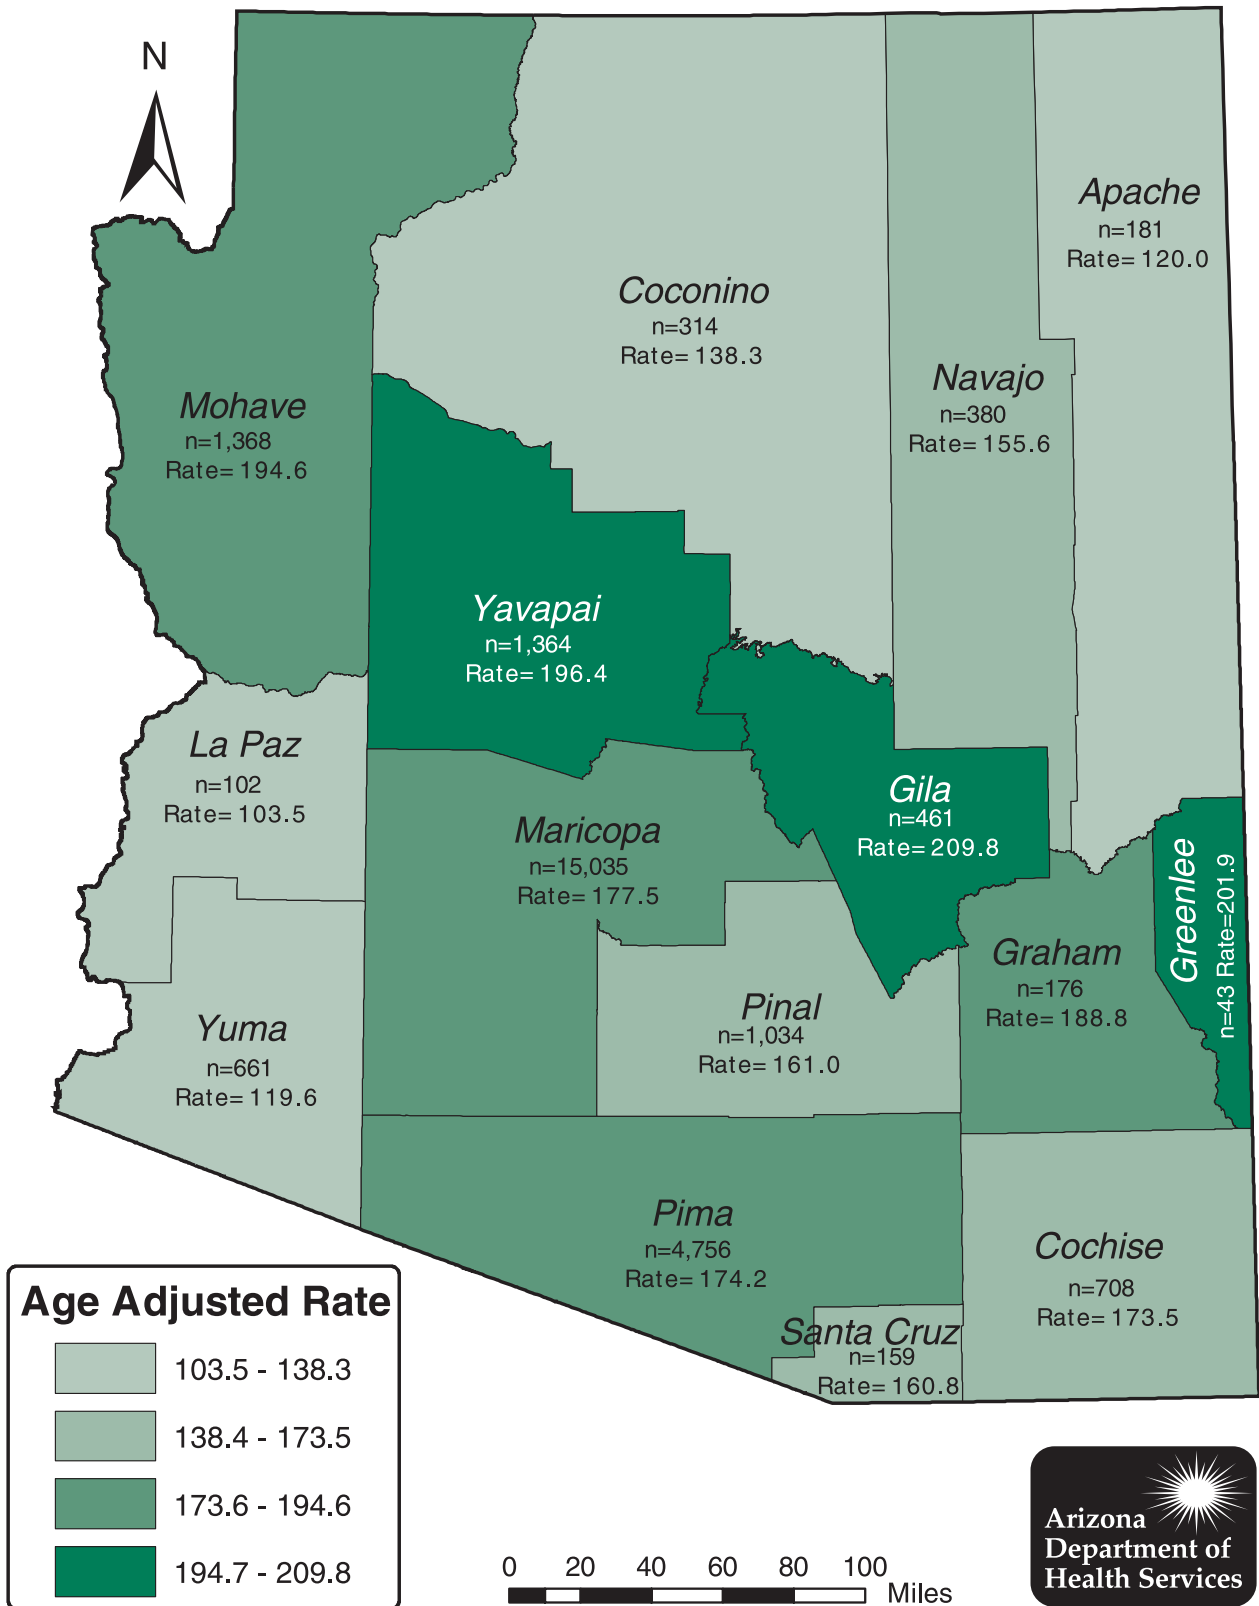 N
Apache
n=181
Rate= 120.0
Coconino
n=314
Rate= 138.3
Navajo
n=380
Rate= 155.6
Mohave
n=1,368
Rate= 194.6
Yavapai
n=1,364
Rate= 196.4
La Paz
n=102
Rate= 103.5
Gila
n=461
Rate= 209.8
Maricopa
n=15,035
Rate= 177.5
Greenlee
n=43 Rate=201.9
Graham
n=176
Rate= 188.8
Pinal
n=1,034
Rate= 161.0
Yuma
n=661
Rate= 119.6
Pima
n=4,756
Rate= 174.2
Cochise
n=708
Rate= 173.5
Santa Cruz
n=159
Rate= 160.8
Age Adjusted Rate
103.5 - 138.3
138.4 - 173.5
173.6 - 194.6
194.7 - 209.8
0 20 40 60 80 100
Miles
Arizona
Department of
Health Services